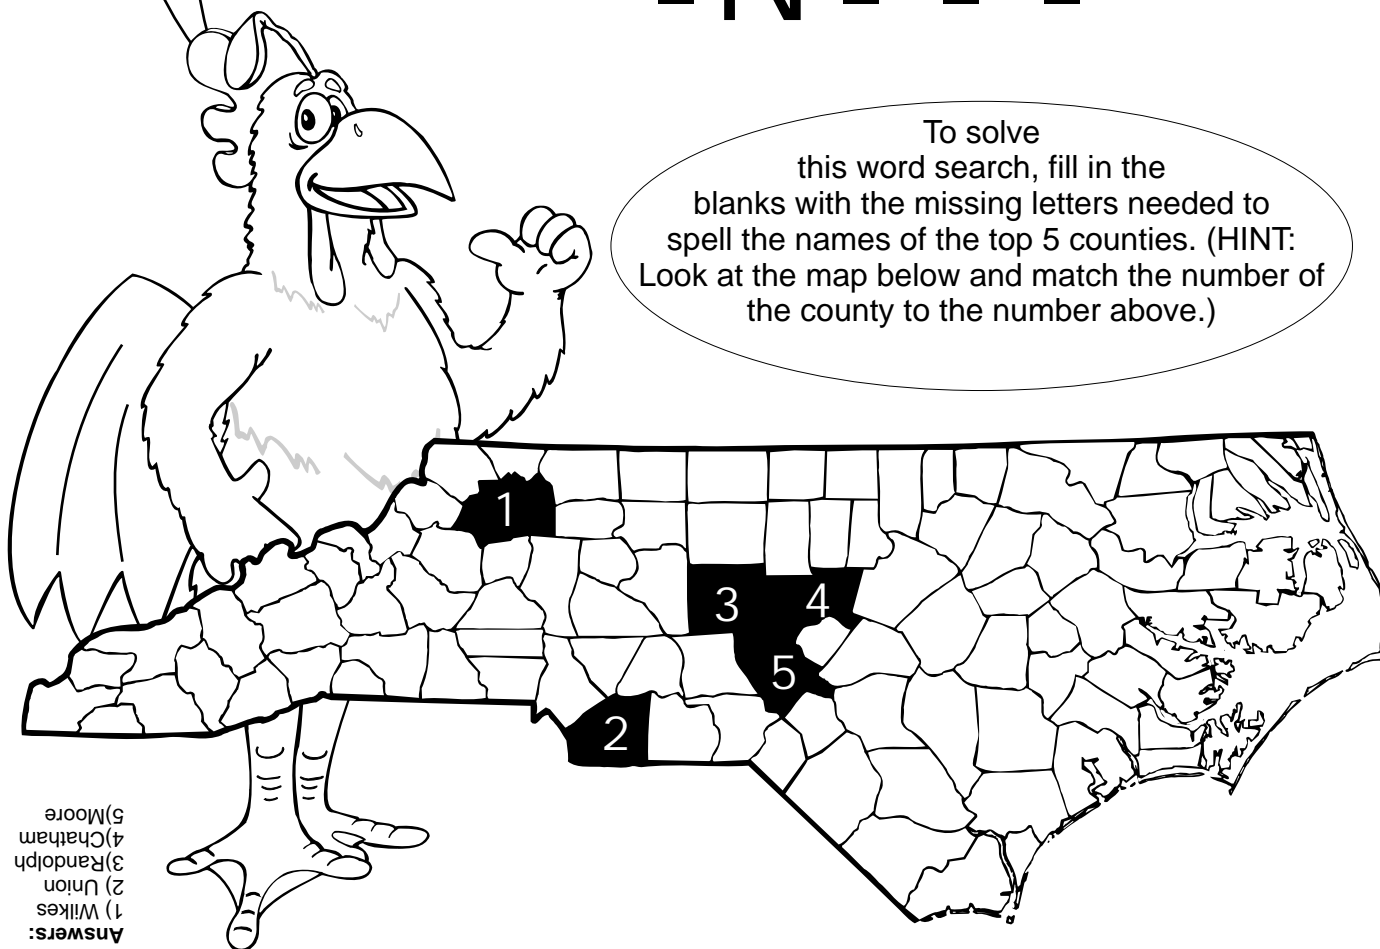 _ N _ _ _
To solve
this word search, fill in the
blanks with the missing letters needed to
spell the names of the top 5 counties. (HINT:
Look at the map below and match the number of
the county to the number above.)
1
3
4
5
2
Answers:
1) Wilkes
2) Union
3)Randolph
4)Chatham
5)Moore